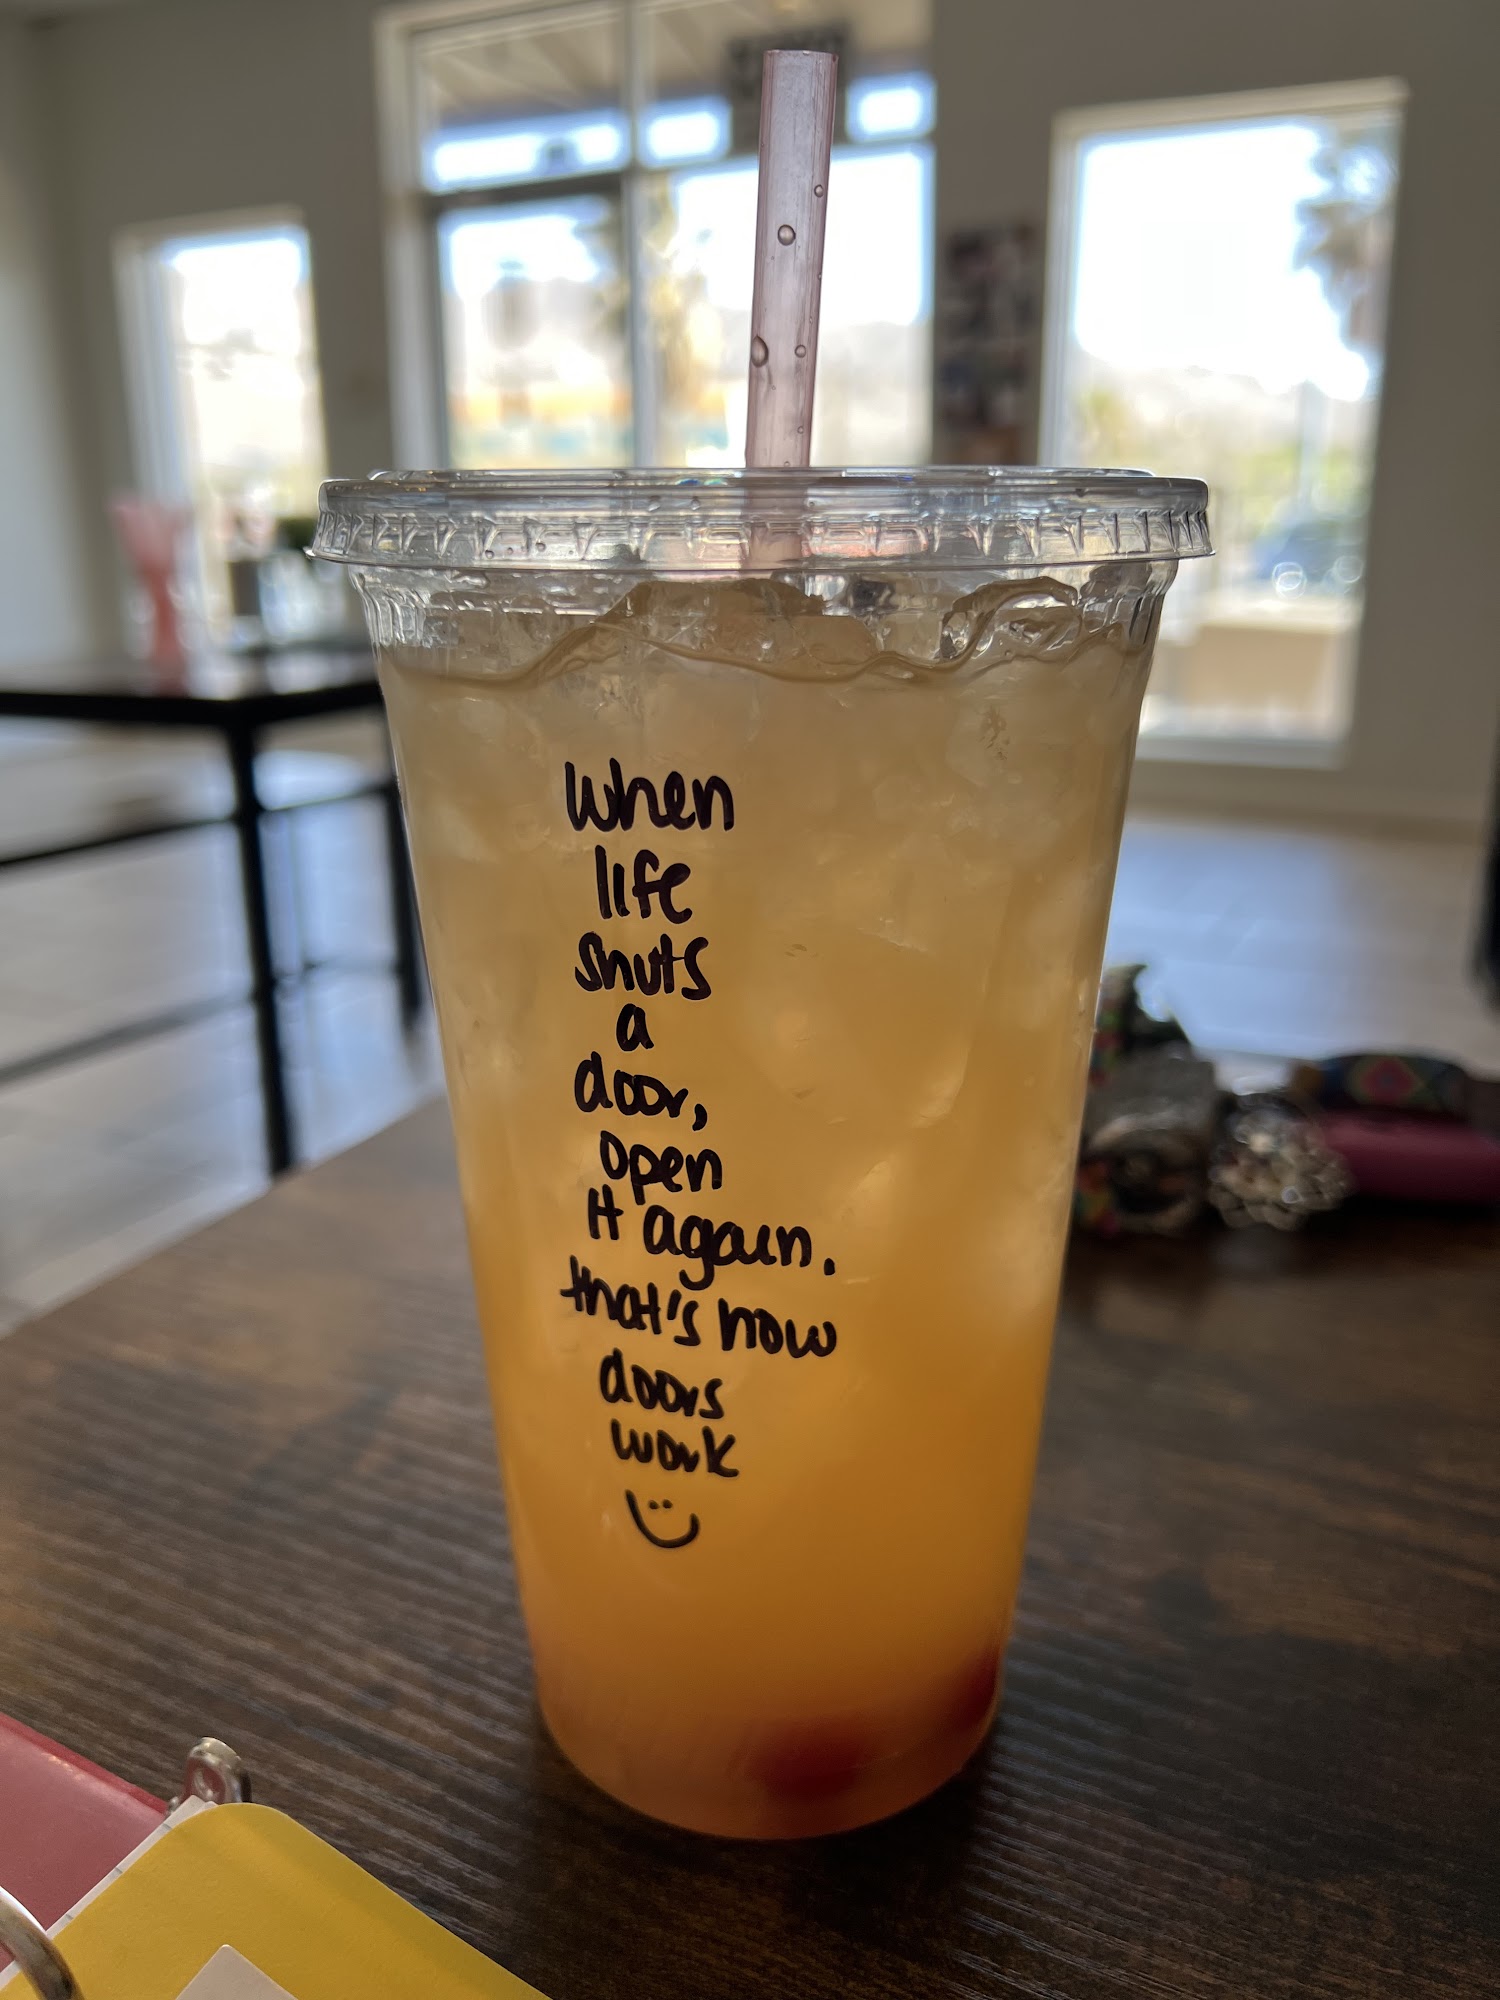 When
life
shuts
a
door,
open
it again.
that's how
doors
work